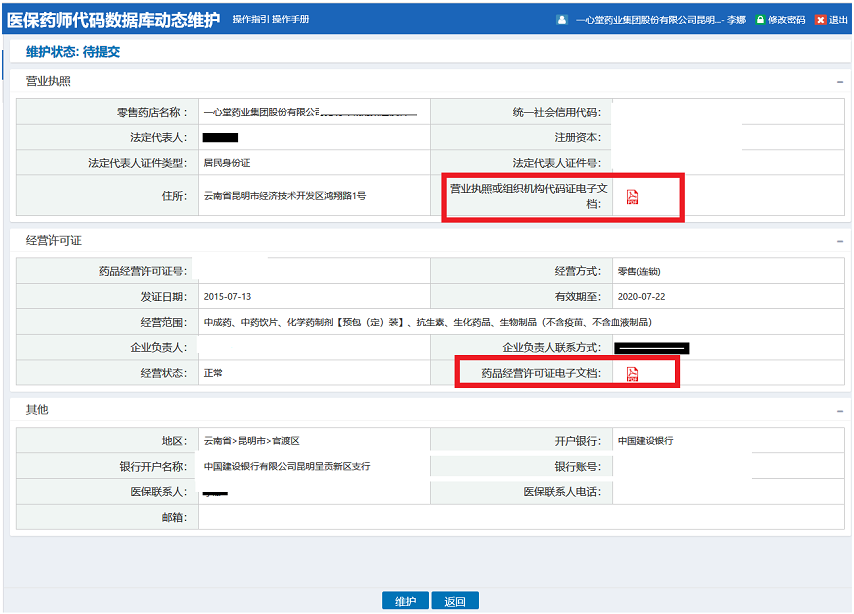 医保药师代码数据库动态维护 操作指引 操作手册 一心堂药业集团股份有限公司昆明...- 李娜 修改密码 退出
维护状态: 待提交
营业执照
零售药店名称: 一心堂药业集团股份有限公司 统一社会信用代码:
法定代表人: 注册资本:
法定代表人证件类型: 居民身份证 法定代表人证件号:
住所: 云南省昆明市经济技术开发区鸿翔路1号 营业执照或组织机构代码证电子文
档:
经营许可证
药品经营许可证号: 经营方式: 零售(连锁)
发证日期: 2015-07-13 有效期至: 2020-07-22
经营范围: 中成药、中药饮片、化学药制剂【预包（定）装】、抗生素、生化药品、生物制品（不含疫苗、不含血液制品）
企业负责人: 企业负责人联系方式:
经营状态: 正常 药品经营许可证电子文档:
其他
地区: 云南省>昆明市>官渡区 开户银行: 中国建设银行
银行开户名称: 中国建设银行有限公司昆明呈贡新区支行 银行账号:
医保联系人: 医保联系人电话:
邮箱:
维护 返回